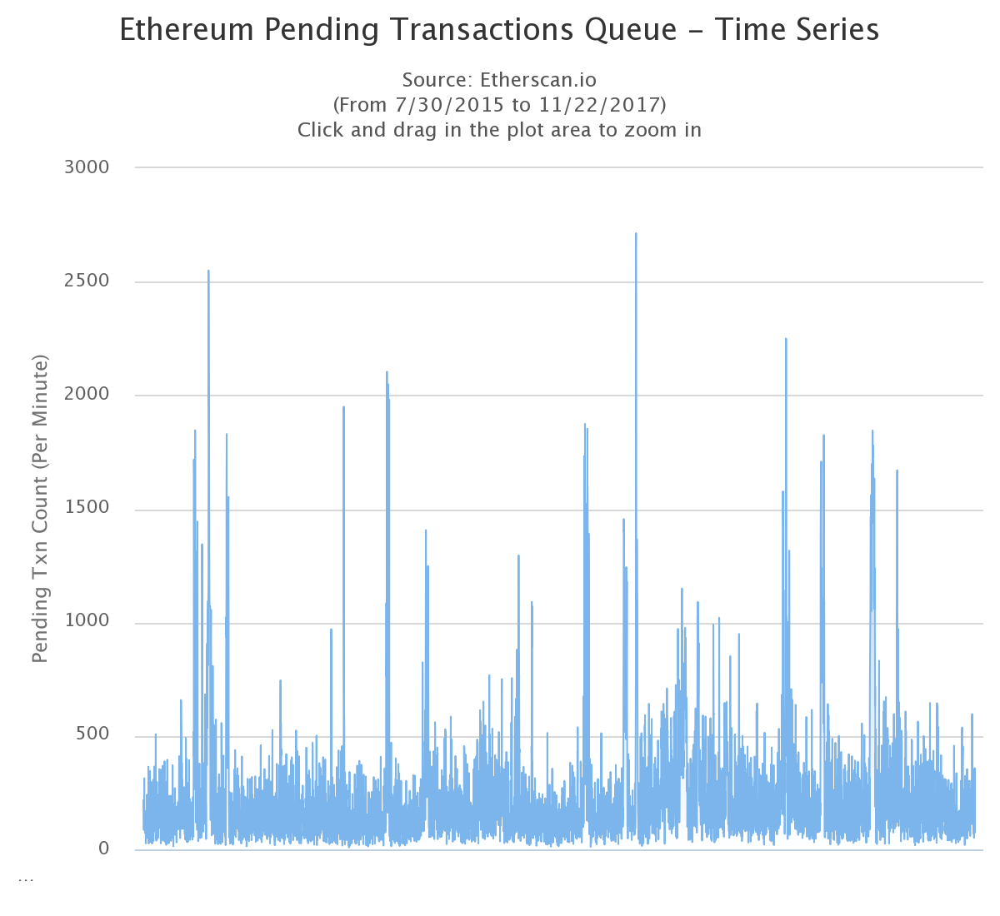 Ethereum Pending Transactions Queue – Time Series
Source: Etherscan.io
(From 7/30/2015 to 11/22/2017)
Click and drag in the plot area to zoom in
Pending Txn Count (Per Minute)
3000
2500
2000
1500
1000
500
0
...